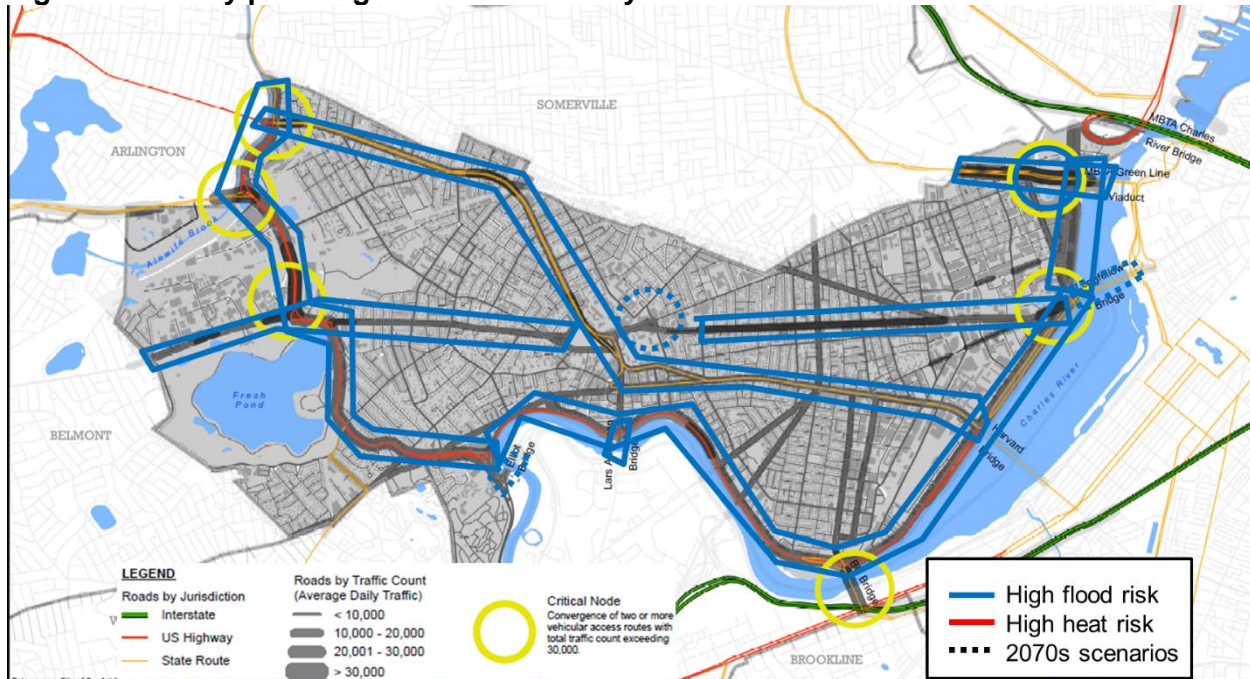 SOMERVILLE
ARLINGTON
MBTA Charles
River Bridge
MBTA Green Line
Viaduct
Alewife Brook
Longfellow
Bridge
Fresh
Pond
Charles River
BELMONT
Elliot
Bridge
Lars
Bridge
Harvard
Bridge
Bridge
BROOKLINE
LEGEND
Roads by Jurisdiction
Interstate
US Highway
State Route
Roads by Traffic Count
(Average Daily Traffic)
< 10,000
10,000 - 20,000
20,001 - 30,000
> 30,000
Critical Node
Convergence of two or more
vehicular access routes with
total traffic count exceeding
30,000.
High flood risk
High heat risk
2070s scenarios